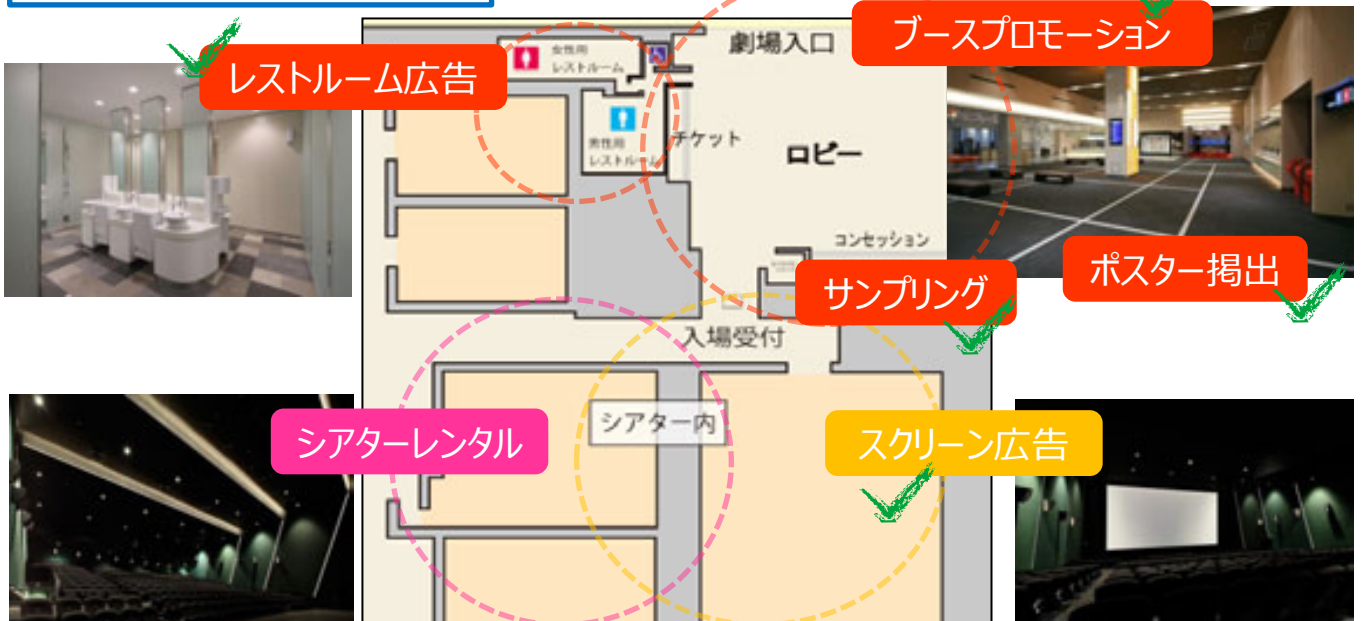 ブースプロモーション
劇場入口
レストルーム広告
女性用
レストルーム
男性用
レストルーム
チケット
ロビー
コンセッション
ポスター掲出
サンプリング
入場受付
シアターレンタル
シアター内
スクリーン広告